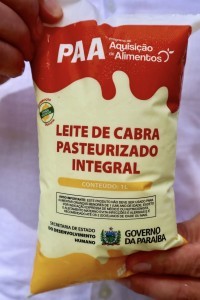 PAA
Programa de
Aquisição
de Alimentos
LEITE DE CABRA
PASTEURIZADO
INTEGRAL
CONTEÚDO: 1L
SECRETARIA DE ESTADO
DO DESENVOLVIMENTO
HUMANO
GOVERNO
DA PARAÍBA